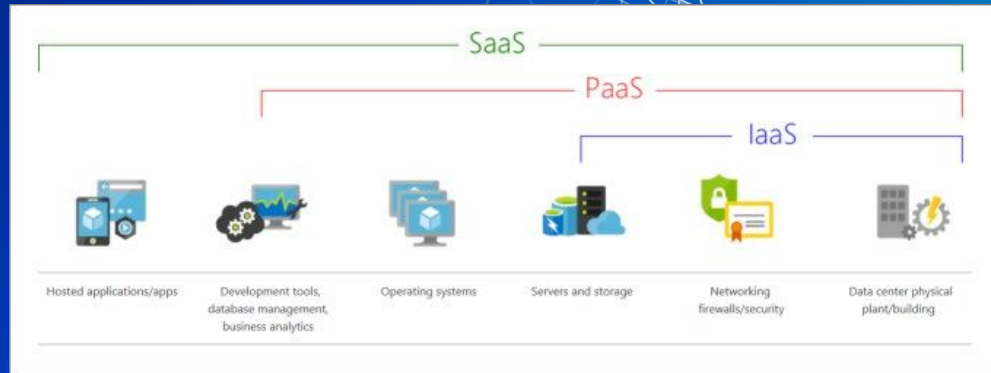 SaaS
PaaS
IaaS
Hosted applications/apps
Development tools,
database management,
business analytics
Operating systems
Servers and storage
Networking
firewalls/security
Data center physical
plant/building